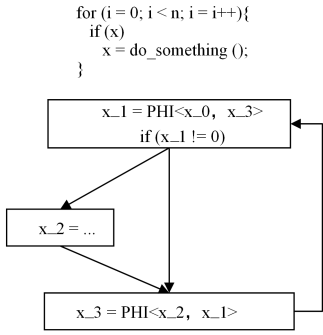 for (i = 0; i < n; i = i++){
if (x)
x = do_something ();
}
x_1 = PHI<x_0, x_3>
if (x_1 != 0)
x_2 = ...
x_3 = PHI<x_2, x_1>